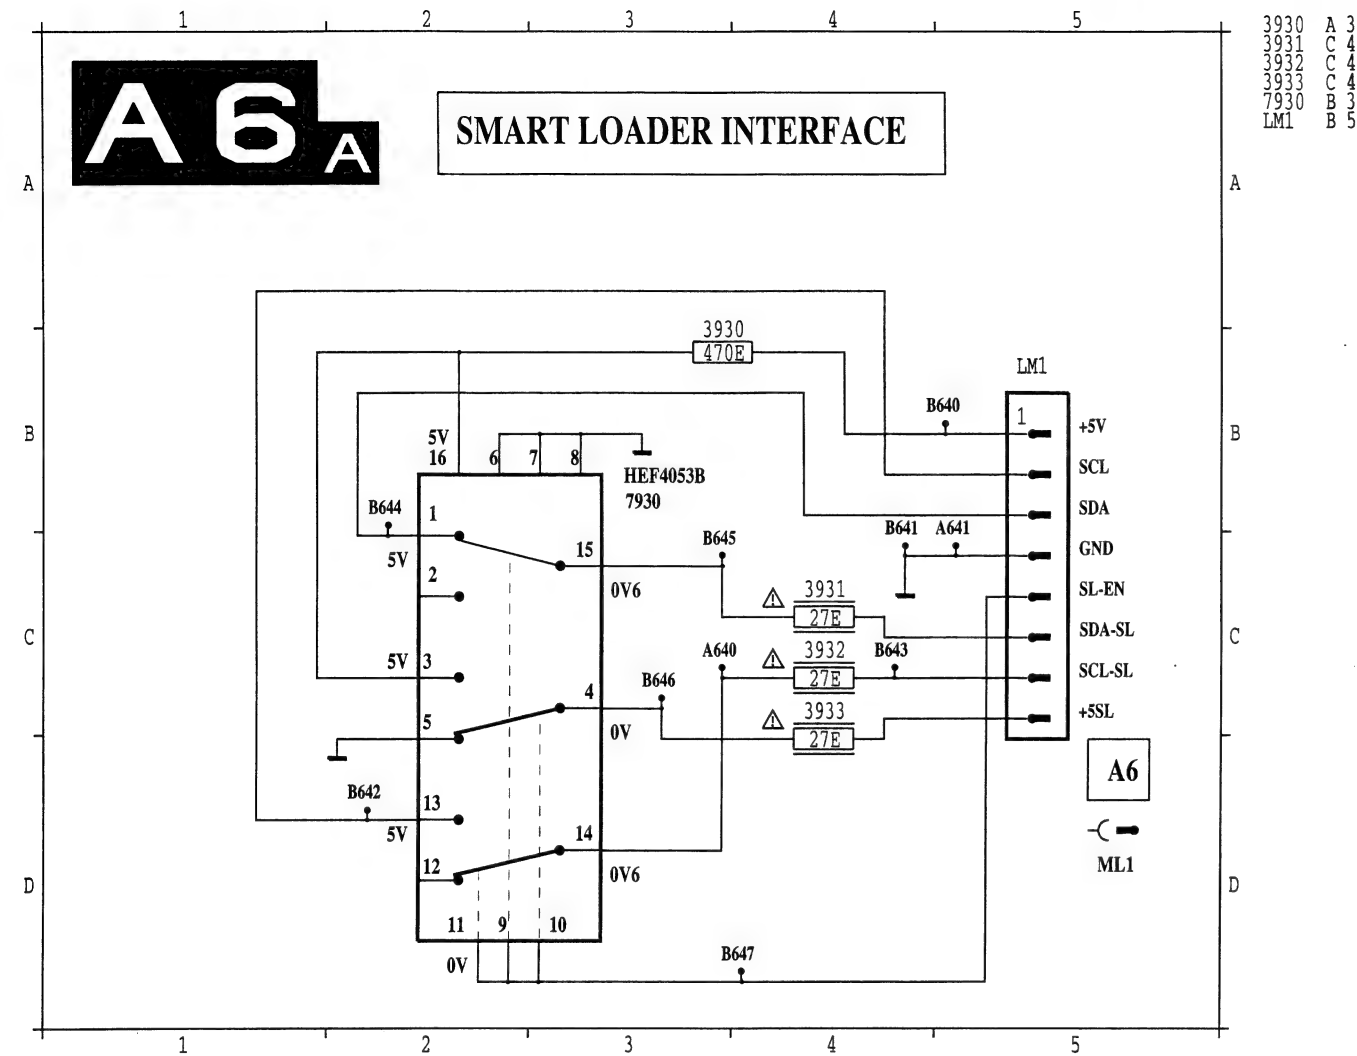 1 2 3 4 5
3930 A 3
3931 C 4
3932 C 4
3933 C 4
7930 B 3
LM1 B 5
A6 A
SMART LOADER INTERFACE
A A
3930
470E
LM1
B640
B B
5V
1
+5V
16 6 7 8
SCL
HEF4053B
7930
B644
1
SDA
B645
B641 A641
15
GND
5V
2
0V6
3931
SL-EN
27E
SDA-SL
C C
A640
3932
B643
5V 3
B646
27E
SCL-SL
4
3933
+5SL
5
0V
27E
A6
B642
13
5V
14
ML1
12
0V6
D D
11 9 10
B647
0V
1 2 3 4 5